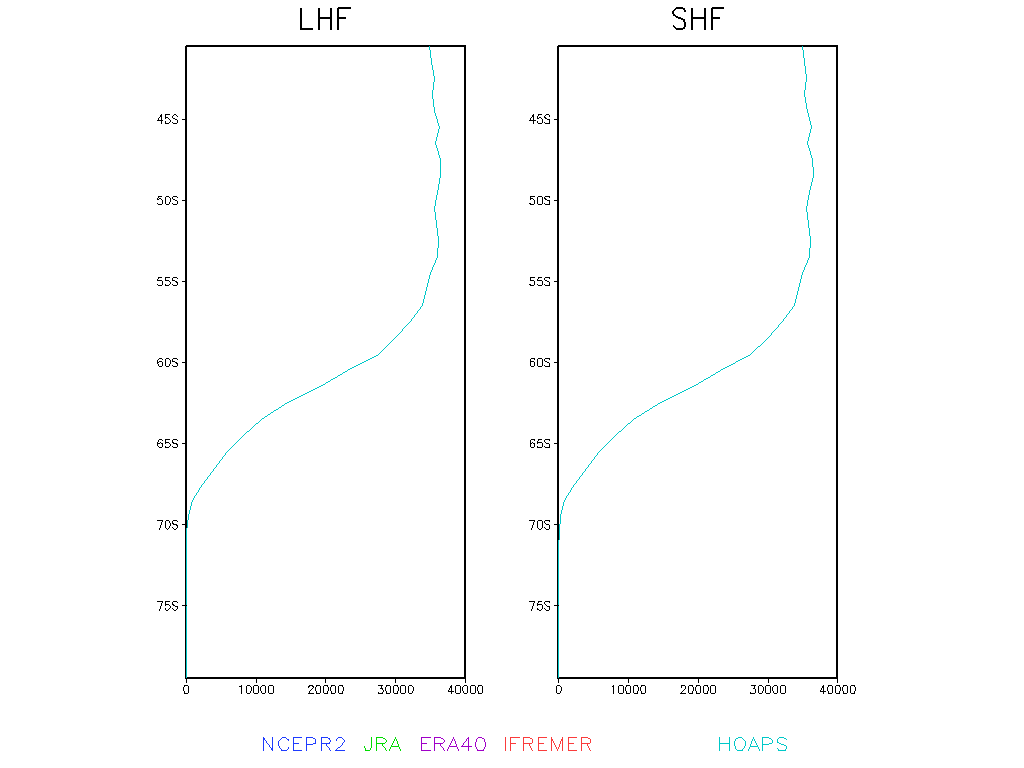 LHF SHF
45S 45S
50S 50S
55S 55S
60S 60S
65S 65S
70S 70S
75S 75S
0 10000 20000 30000 40000 0 10000 20000 30000 40000
NCEPR2 JRA ERA40 IFREMER HOAPS